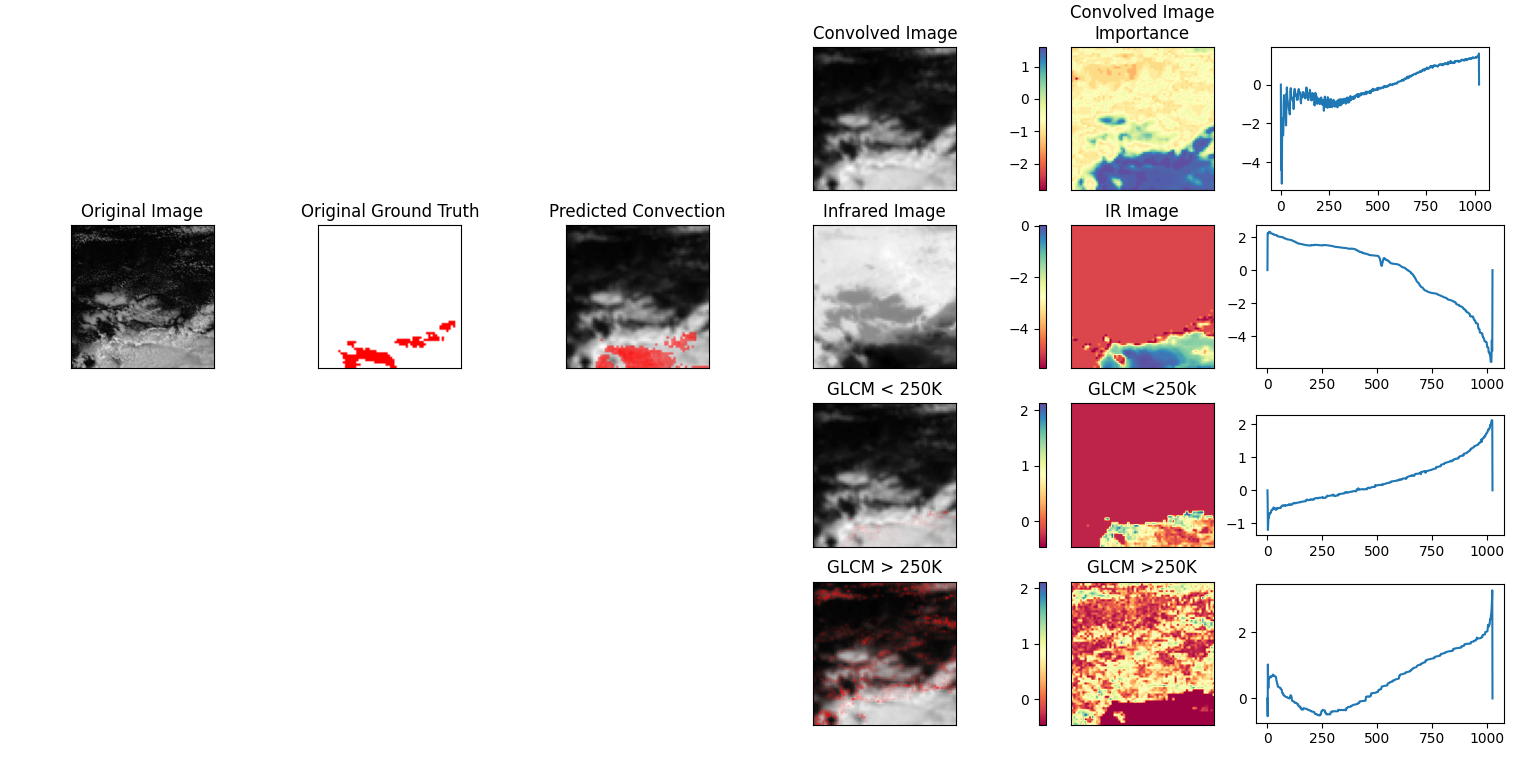 Convolved Image
Convolved Image
Importance
1
0
−1
−2
0
−2
−4
0 250 500 750 1000
Original Image
Original Ground Truth
Predicted Convection
Infrared Image
IR Image
0
−2
−4
2
0
−2
−4
0 250 500 750 1000
GLCM < 250K
GLCM <250k
2
1
0
2
1
0
−1
0 250 500 750 1000
GLCM > 250K
GLCM >250K
2
1
0
2
0
0 250 500 750 1000